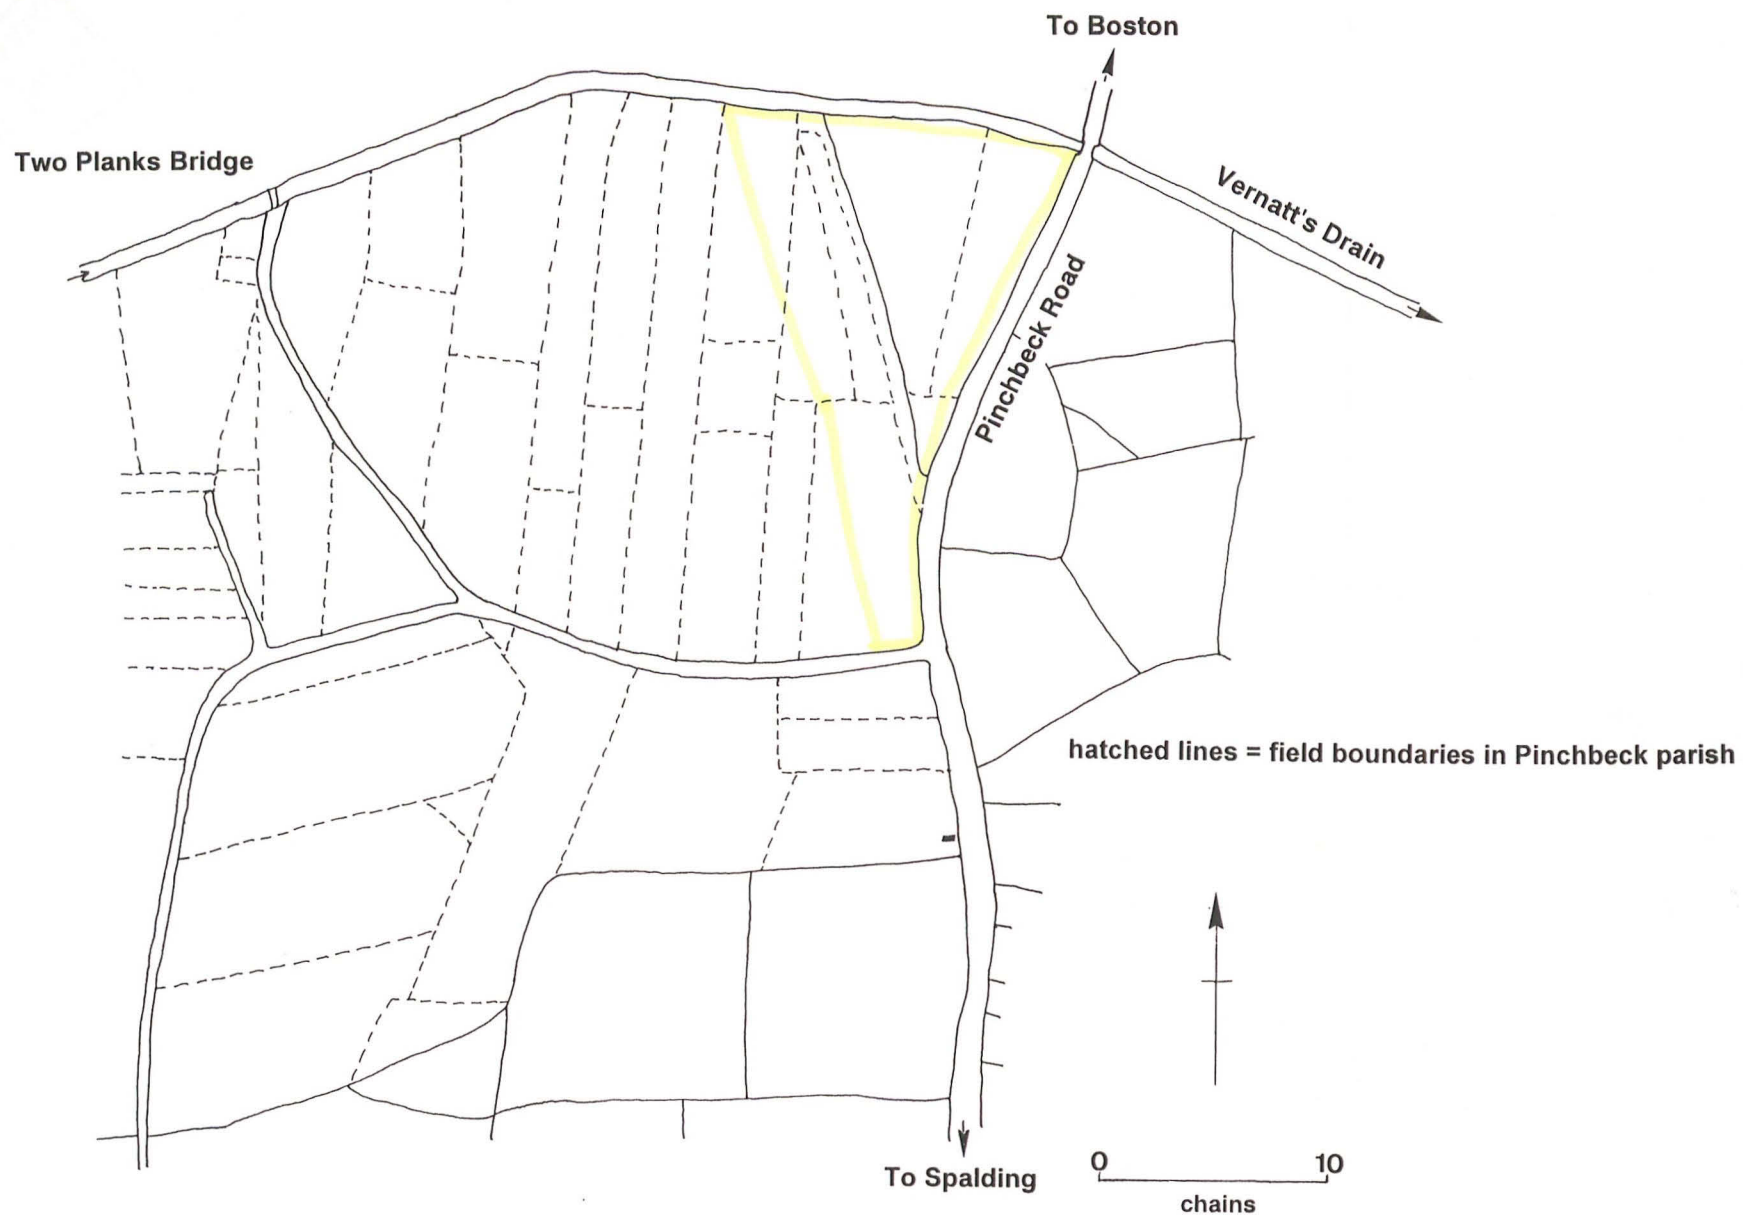 To Boston
Two Planks Bridge
Vernatt's Drain
Pinchbeck Road
hatched lines = field boundaries in Pinchbeck parish
To Spalding
0 10
chains